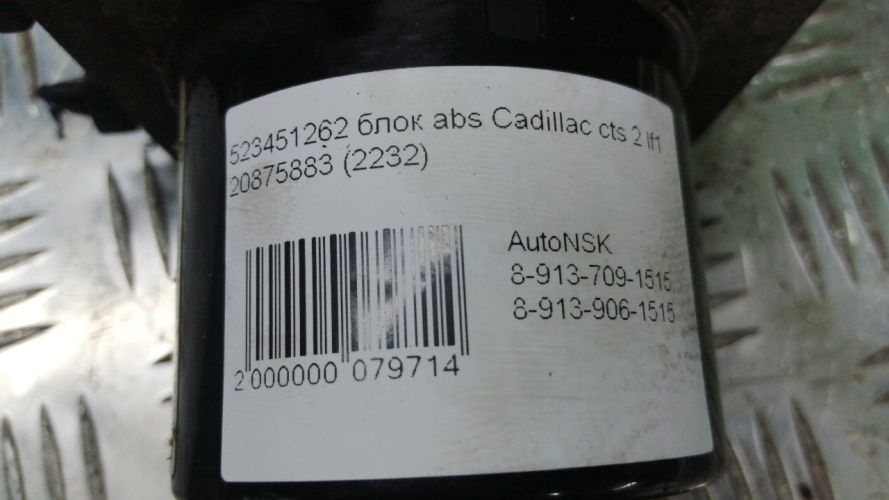 523451262 блок abs Cadillac cts 2 lf1
20875883 (2232)
AutoNSK
8-913-709-1515
8-913-906-1515
2 000000 079714